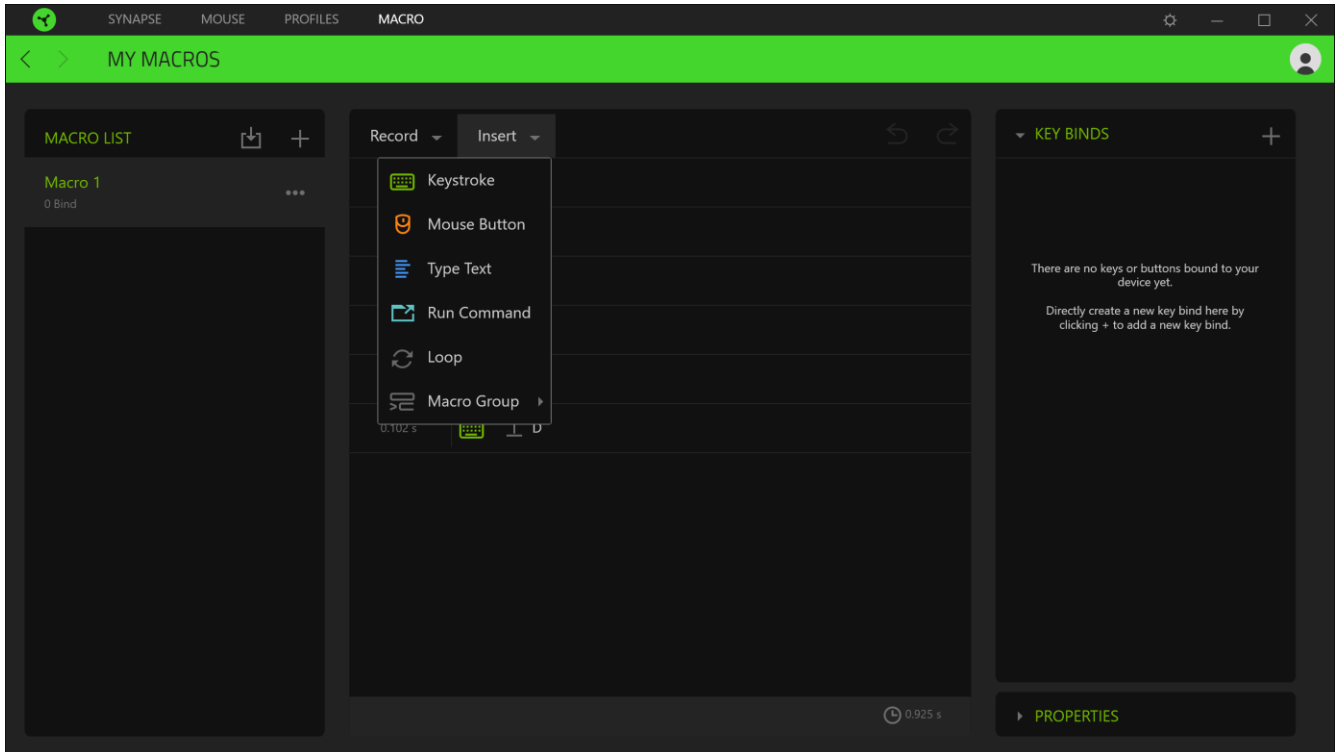 SYNAPSE MOUSE PROFILES MACRO
MY MACROS
MACRO LIST
Macro 1
0 Bind
Record Insert
Keystroke
Mouse Button
Type Text
Run Command
Loop
Macro Group
0.102 s D
0.925 s
KEY BINDS
There are no keys or buttons bound to your
device yet.
Directly create a new key bind here by
clicking + to add a new key bind.
PROPERTIES